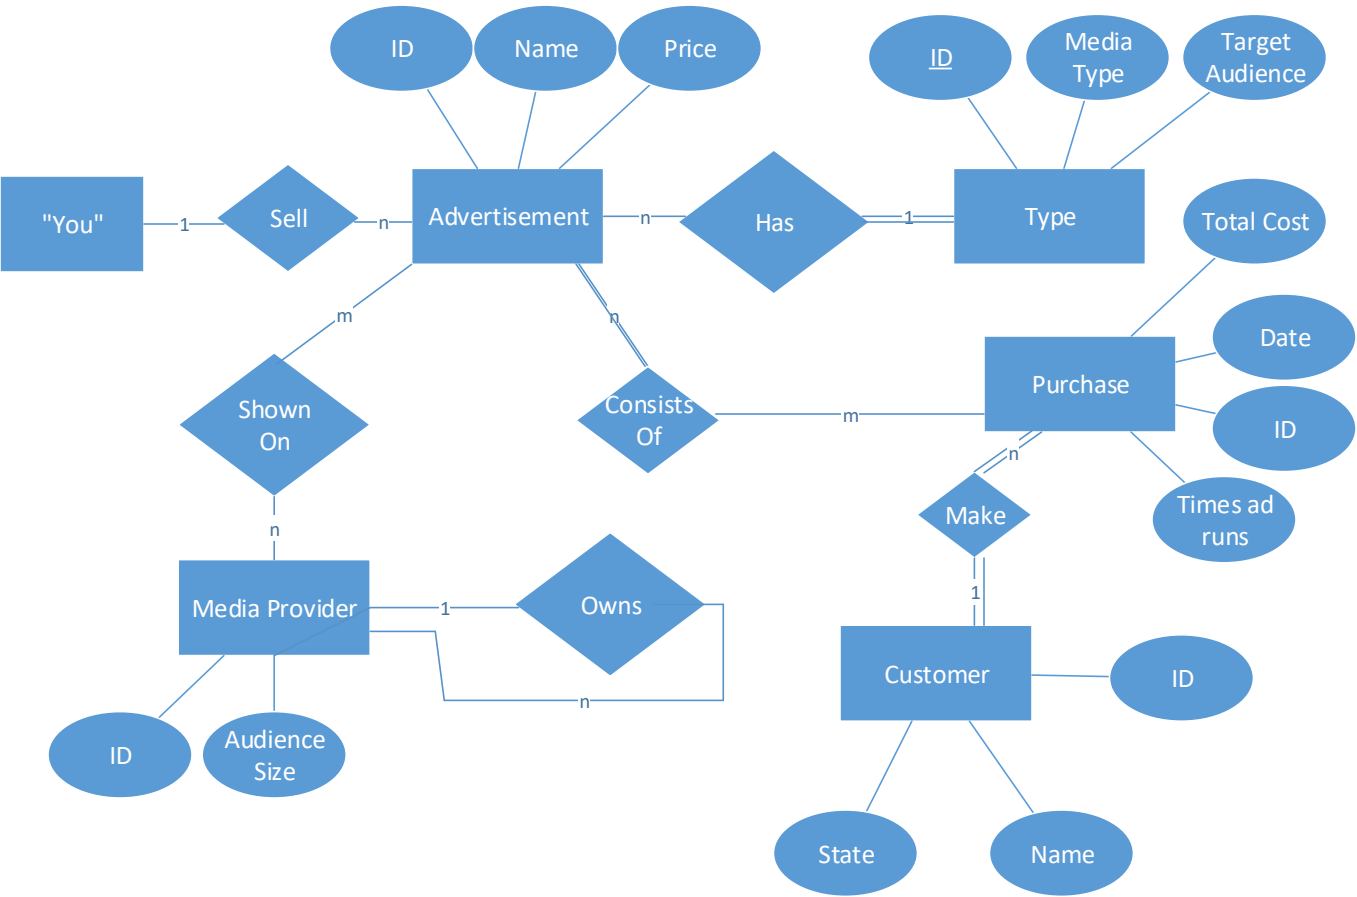 ID
Name
Price
ID
Media
Type
Target
Audience
"You"
1
Sell
n
Advertisement
n
Has
1
Type
Total Cost
m
n
Date
Purchase
Shown
On
Consists
Of
m
ID
n
Times ad
runs
Make
n
1
Media Provider
1
Owns
n
Customer
ID
ID
Audience
Size
State
Name